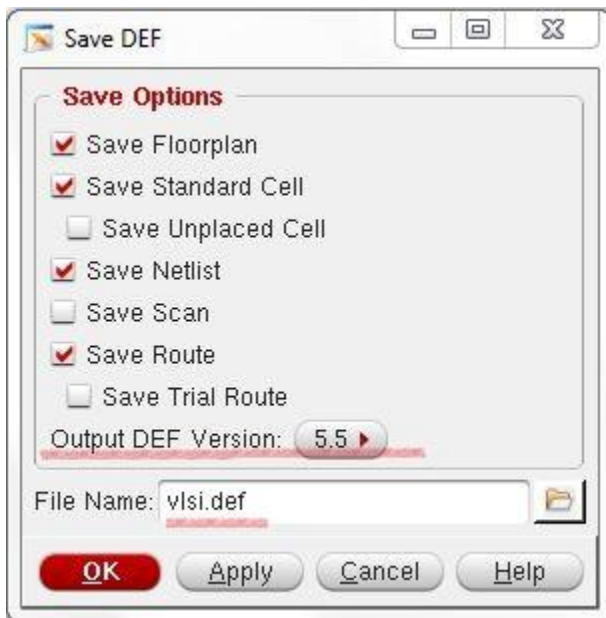 Save DEF
Save Options
Save Floorplan
Save Standard Cell
Save Unplaced Cell
Save Netlist
Save Scan
Save Route
Save Trial Route
Output DEF Version: 5.5
File Name: vlsi.def
OK Apply Cancel Help